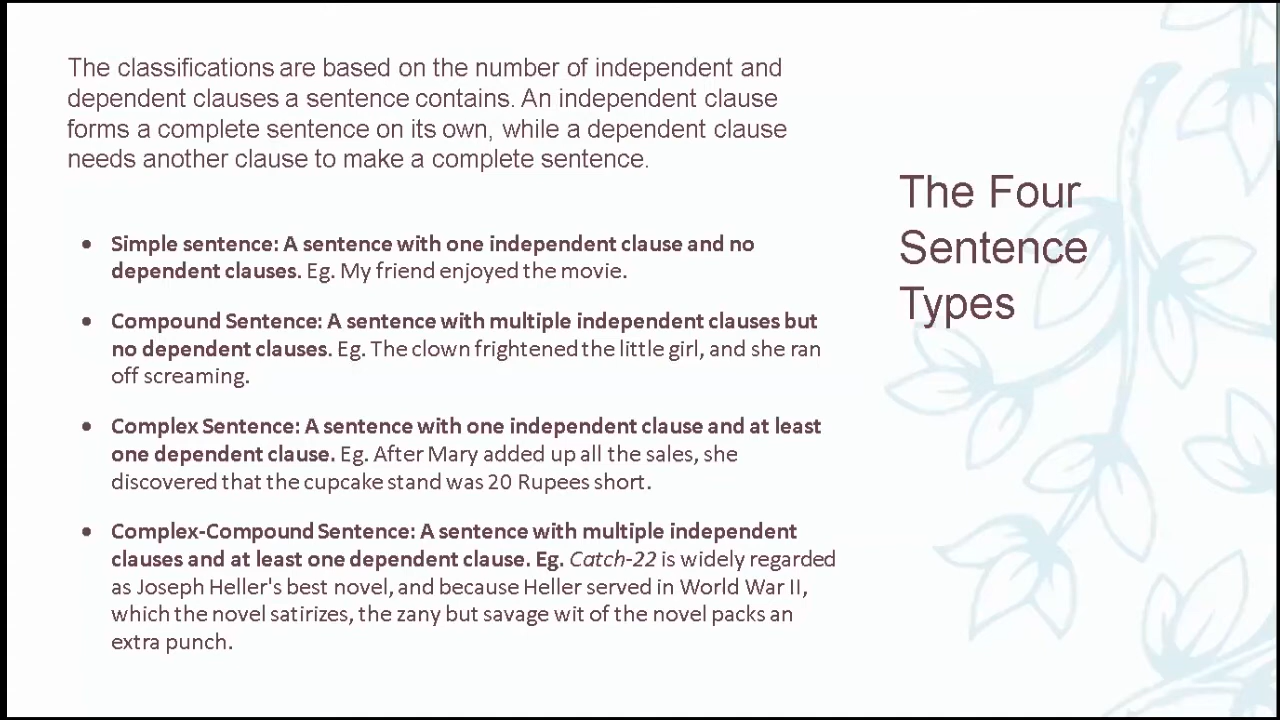 The classifications are based on the number of independent and
dependent clauses a sentence contains. An independent clause
forms a complete sentence on its own, while a dependent clause
needs another clause to make a complete sentence.
• Simple sentence: A sentence with one independent clause and no
dependent clauses. Eg. My friend enjoyed the movie.
• Compound Sentence: A sentence with multiple independent clauses but
no dependent clauses. Eg. The clown frightened the little girl, and she ran
off screaming.
• Complex Sentence: A sentence with one independent clause and at least
one dependent clause. Eg. After Mary added up all the sales, she
discovered that the cupcake stand was 20 Rupees short.
• Complex-Compound Sentence: A sentence with multiple independent
clauses and at least one dependent clause. Eg. Catch-22 is widely regarded
as Joseph Heller's best novel, and because Heller served in World War II,
which the novel satirizes, the zany but savage wit of the novel packs an
extra punch.
The Four
Sentence
Types